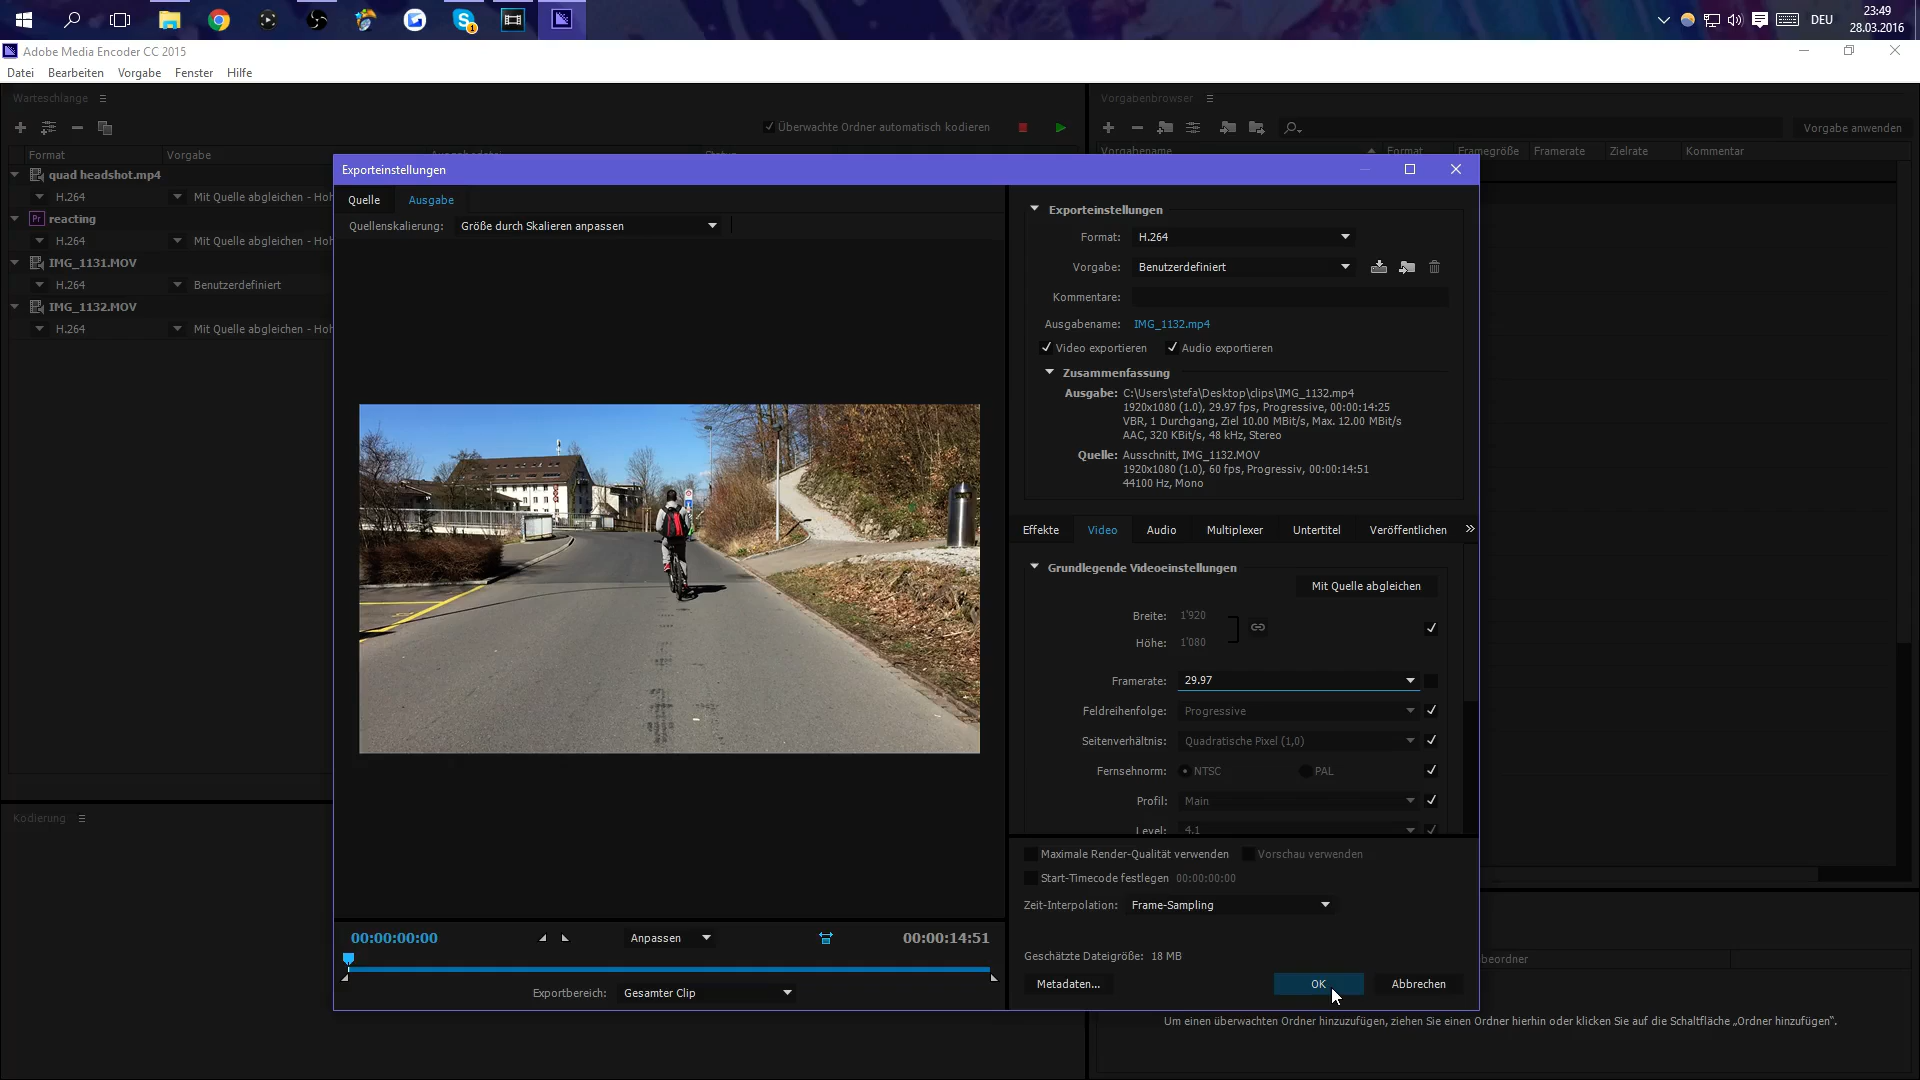 DEU
23:49
28.03.2016
Adobe Media Encoder CC 2015
Datei Bearbeiten Vorgabe Fenster Hilfe
Warteschlange
Überwachte Ordner automatisch kodieren
Format Vorgabe
quad headshot.mp4
H.264 Mit Quelle abgleichen - Hoh
Pr reacting
H.264 Mit Quelle abgleichen - Hoh
IMG_1131.MOV
H.264 Benutzerdefiniert
IMG_1132.MOV
H.264 Mit Quelle abgleichen - Hoh
Kodierung
Vorgabenbrowser
Vorgabe anwenden
Vorgabenname Format Framegröße Framerate Zielrate Kommentar
Exporteinstellungen
Quelle Ausgabe
Quellenskalierung: Größe durch Skalieren anpassen
00:00:00:00 Anpassen 00:00:14:51
Exportbereich: Gesamter Clip
Exporteinstellungen
Format: H.264
Vorgabe: Benutzerdefiniert
Kommentare:
Ausgabename: IMG_1132.mp4
Video exportieren Audio exportieren
Zusammenfassung
Ausgabe: C:\Users\stefa\Desktop\clips\IMG_1132.mp4
1920x1080 (1.0), 29.97 fps, Progressive, 00:00:14:25
VBR, 1 Durchgang, Ziel 10.00 MBit/s, Max. 12.00 MBit/s
AAC, 320 KBit/s, 48 kHz, Stereo
Quelle: Ausschnitt, IMG_1132.MOV
1920x1080 (1.0), 60 fps, Progressiv, 00:00:14:51
44100 Hz, Mono
Effekte Video Audio Multiplexer Untertitel Veröffentlichen
Grundlegende Videoeinstellungen
Mit Quelle abgleichen
Breite: 1'920
Höhe: 1'080
Framerate: 29.97
Feldreihenfolge: Progressive
Seitenverhältnis: Quadratische Pixel (1,0)
Fernsehnorm: NTSC PAL
Profil: Main
Level: 4.1
Maximale Render-Qualität verwenden Vorschau verwenden
Start-Timecode festlegen 00:00:00:00
Zeit-Interpolation: Frame-Sampling
Geschätzte Dateigröße: 18 MB
Metadaten... OK Abbrechen
beordner
Um einen überwachten Ordner hinzuzufügen, ziehen Sie einen Ordner hierhin oder klicken Sie auf die Schaltfläche „Ordner hinzufügen“.